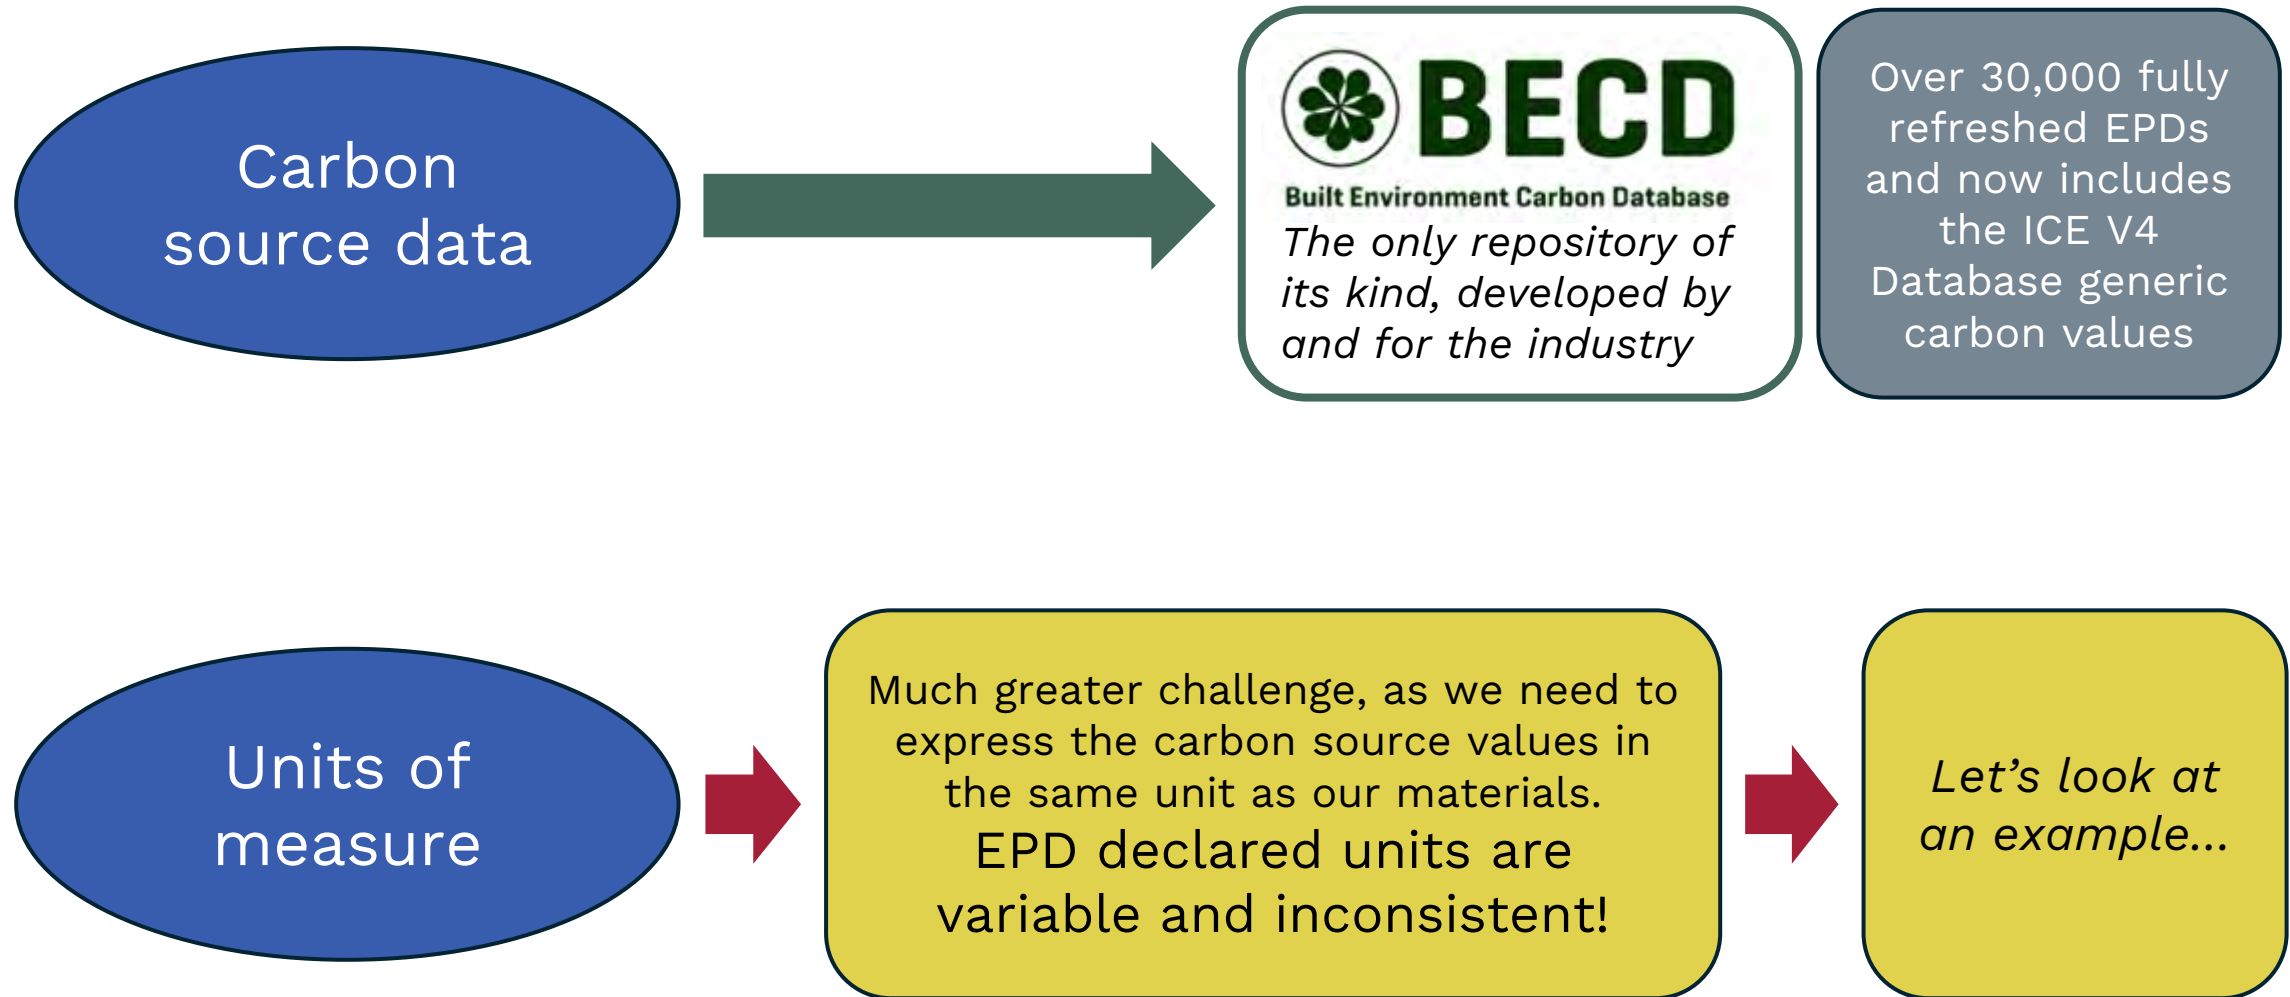 Carbon
source data
BECD
Built Environment Carbon Database
The only repository of
its kind, developed by
and for the industry
Over 30,000 fully
refreshed EPDs
and now includes
the ICE V4
Database generic
carbon values
Units of
measure
Much greater challenge, as we need to
express the carbon source values in
the same unit as our materials.
EPD declared units are
variable and inconsistent!
Let’s look at
an example…